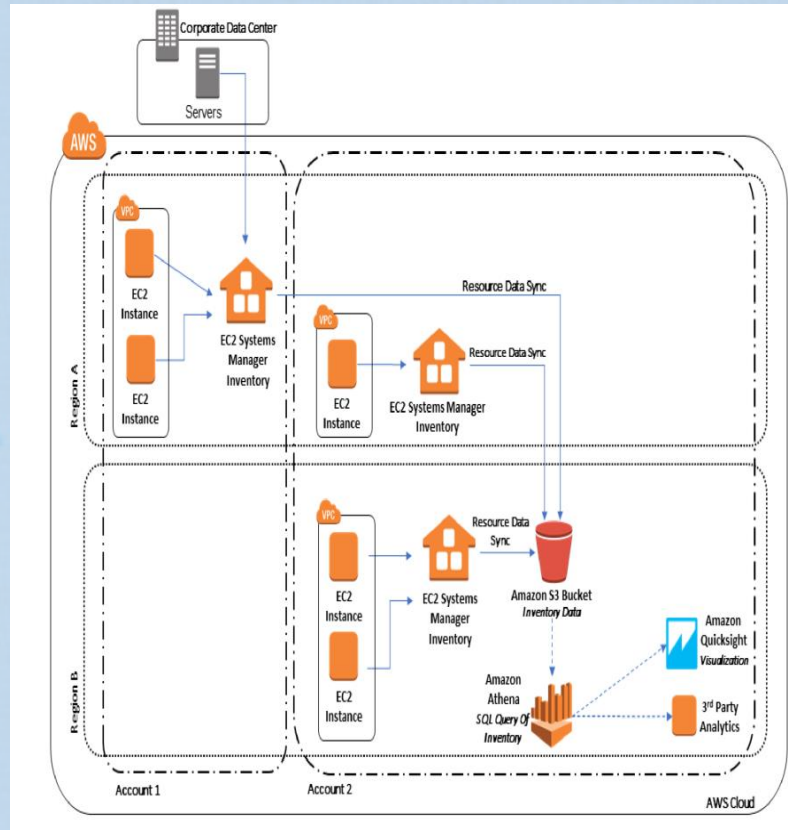 Corporate Data Center
Servers
AWS
VPC
EC2
Instance
EC2
Instance
EC2 Systems
Manager
Inventory
Resource Data Sync
Region A
VPC
EC2
Instance
EC2 Systems Manager
Inventory
Resource Data Sync
VPC
EC2
Instance
EC2
Instance
EC2 Systems
Manager
Inventory
Resource Data
Sync
Amazon S3 Bucket
Inventory Data
Amazon
Athena
SQL Query Of
Inventory
Amazon
Quicksight
Visualization
3rd Party
Analytics
Region B
Account 1
Account 2
AWS Cloud